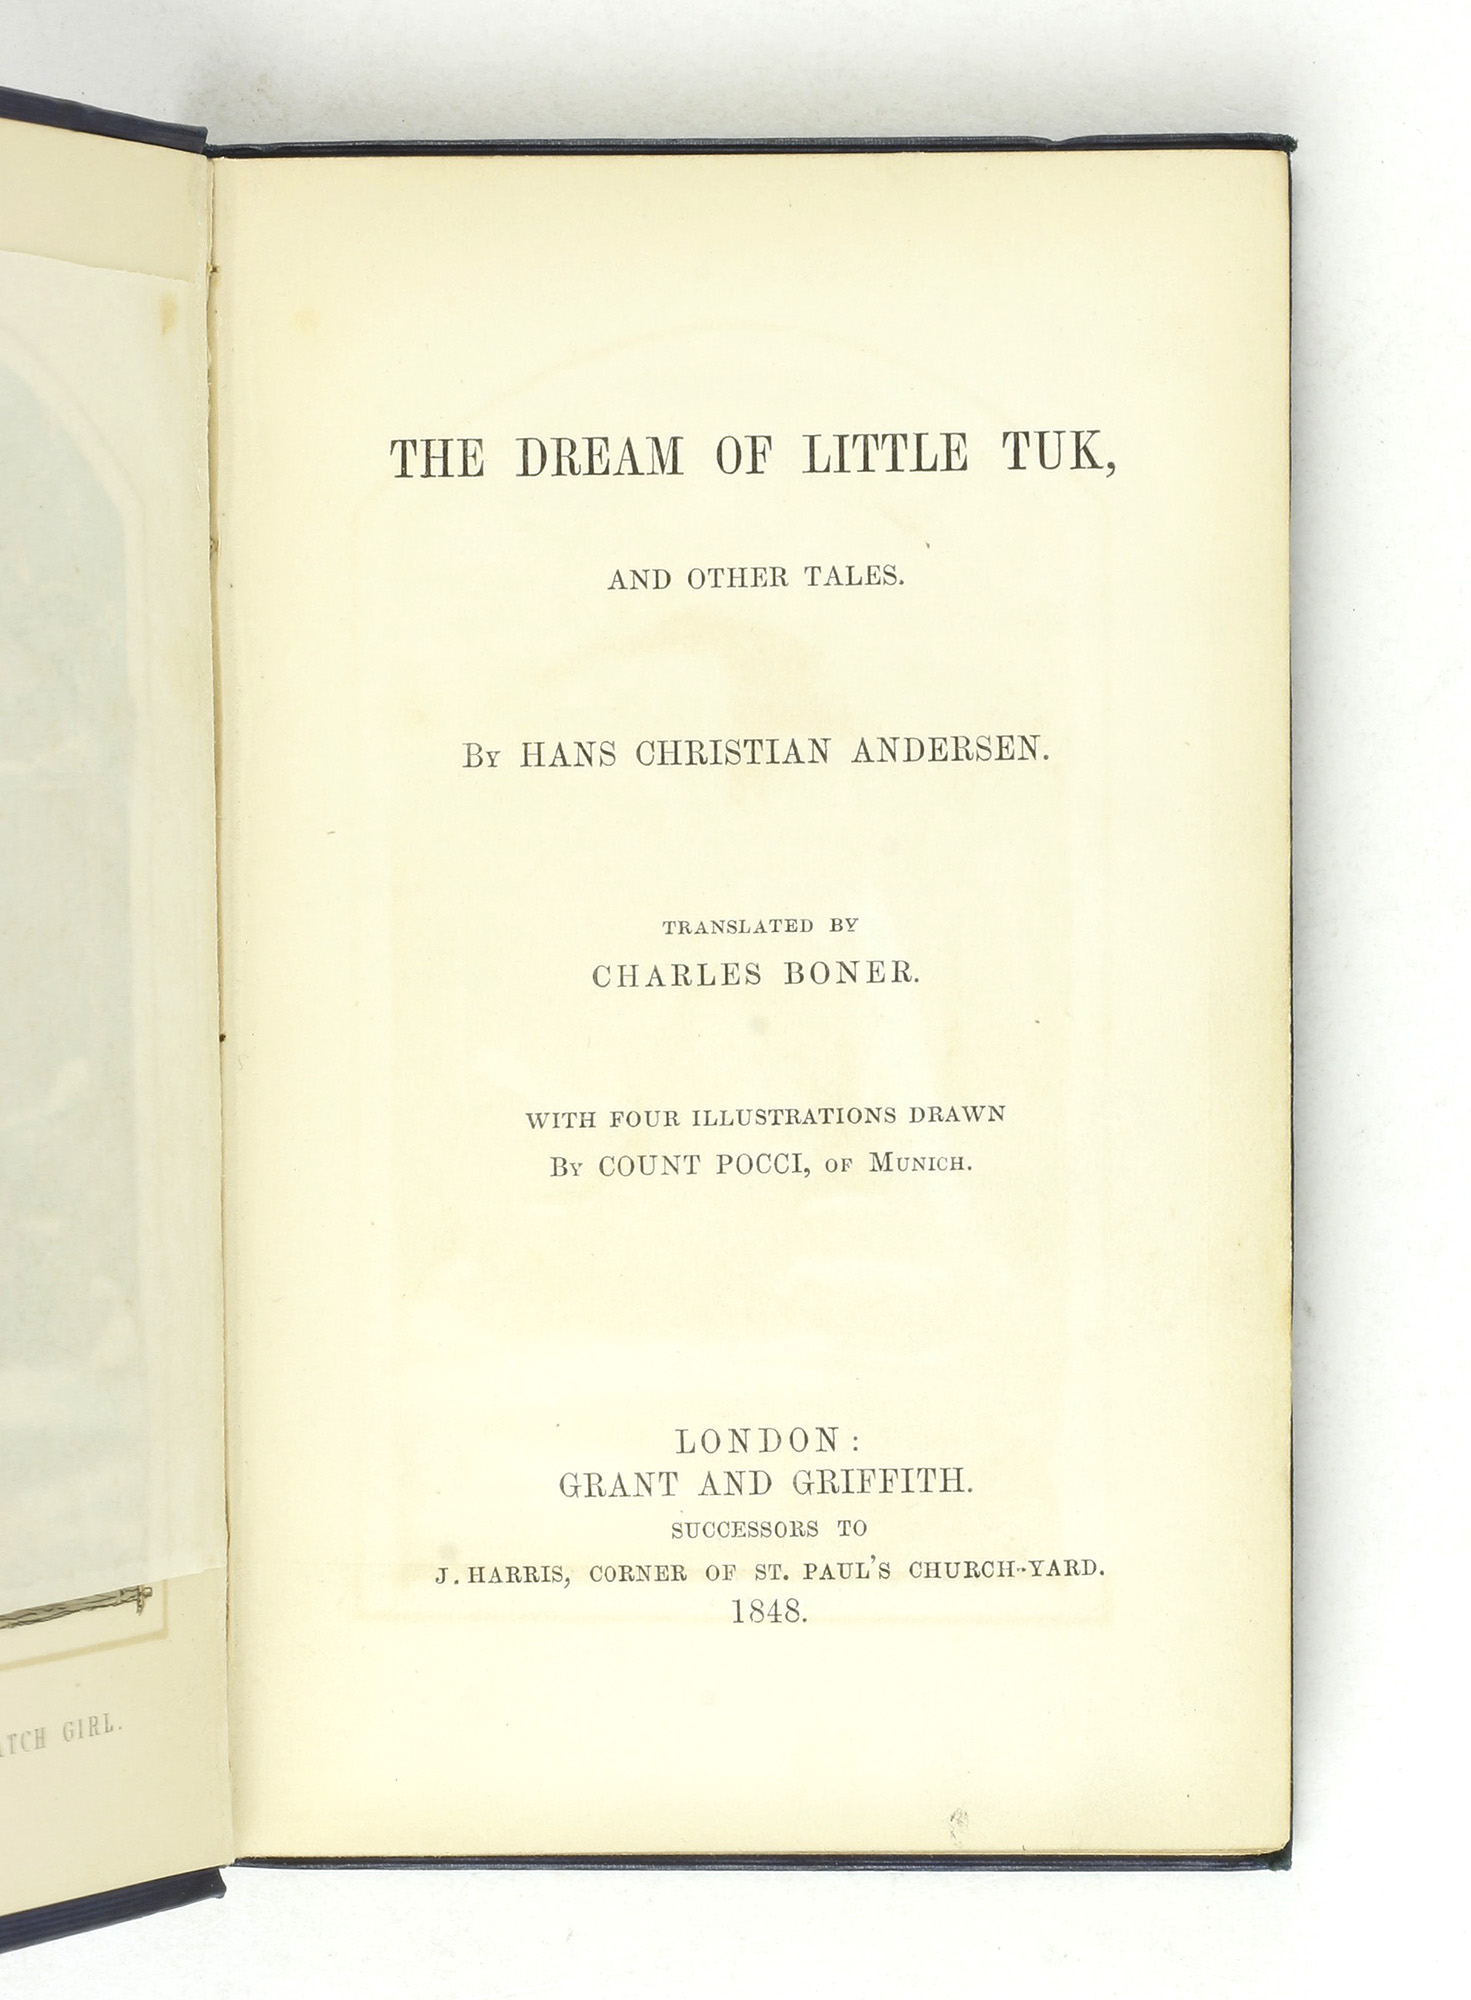 THE DREAM OF LITTLE TUK,
AND OTHER TALES.
By HANS CHRISTIAN ANDERSEN.
TRANSLATED BY
CHARLES BONER.
WITH FOUR ILLUSTRATIONS DRAWN
By COUNT POCCI, OF MUNICH.
LONDON:
GRANT AND GRIFFITH.
SUCCESSORS TO
J. HARRIS, CORNER OF ST. PAUL'S CHURCH-YARD.
1848.
GIRL.